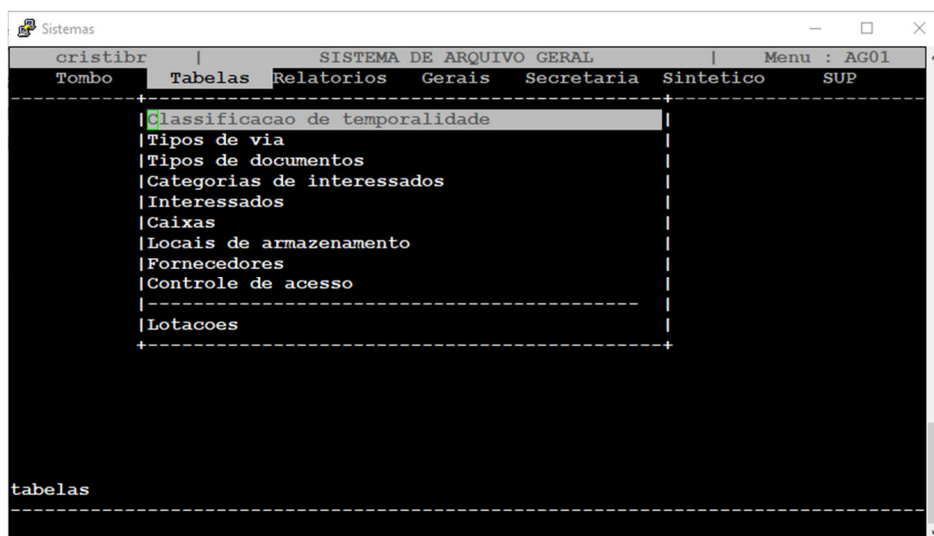 Sistemas
cristibr | SISTEMA DE ARQUIVO GERAL | Menu : AG01
Tombo Tabelas Relatorios Gerais Secretaria Sintetico SUP
Classificacao de temporalidade
Tipos de via
Tipos de documentos
Categorias de interessados
Interessados
Caixas
Locais de armazenamento
Fornecedores
Controle de acesso
Lotacoes
tabelas